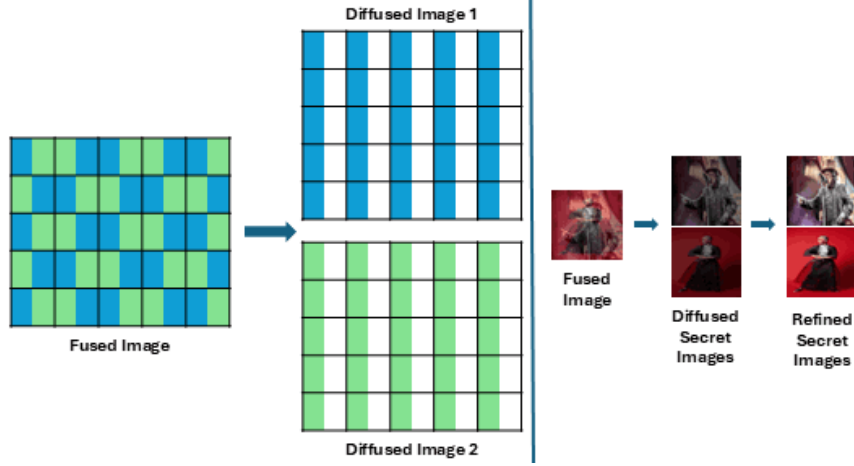 Diffused Image 1
Fused Image
Diffused Image 2
Fused
Image
Diffused
Secret
Images
Refined
Secret
Images